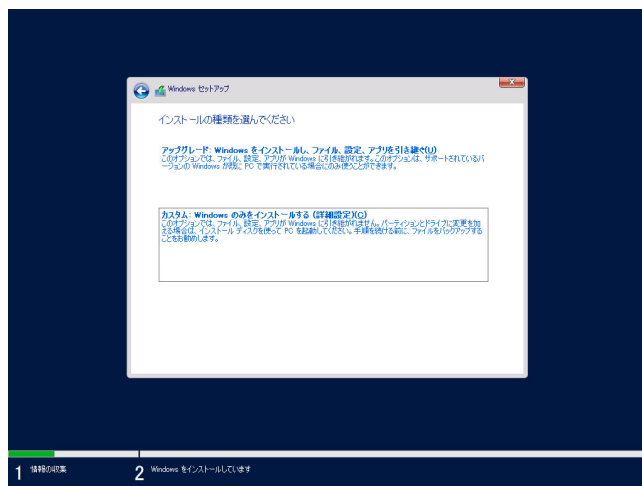 Windows セットアップ
インストールの種類を選んでください
アップグレード: Windows をインストールし、ファイル、設定、アプリを引き継ぐ(U)
このオプションでは、ファイル、設定、アプリが Windows に引き継がれます。このオプションは、サポートされているバ
ージョンの Windows が既に PC で実行されている場合にのみ使うことができます。
カスタム: Windows のみをインストールする (詳細設定)(C)
このオプションでは、ファイル、設定、アプリが Windows に引き継がれません。パーティションとドライブに変更を加
える場合は、インストール ディスクを使って PC を起動してください。手順を続ける前に、ファイルをバックアップする
ことをお勧めします。
1 情報の収集
2 Windows をインストールしています